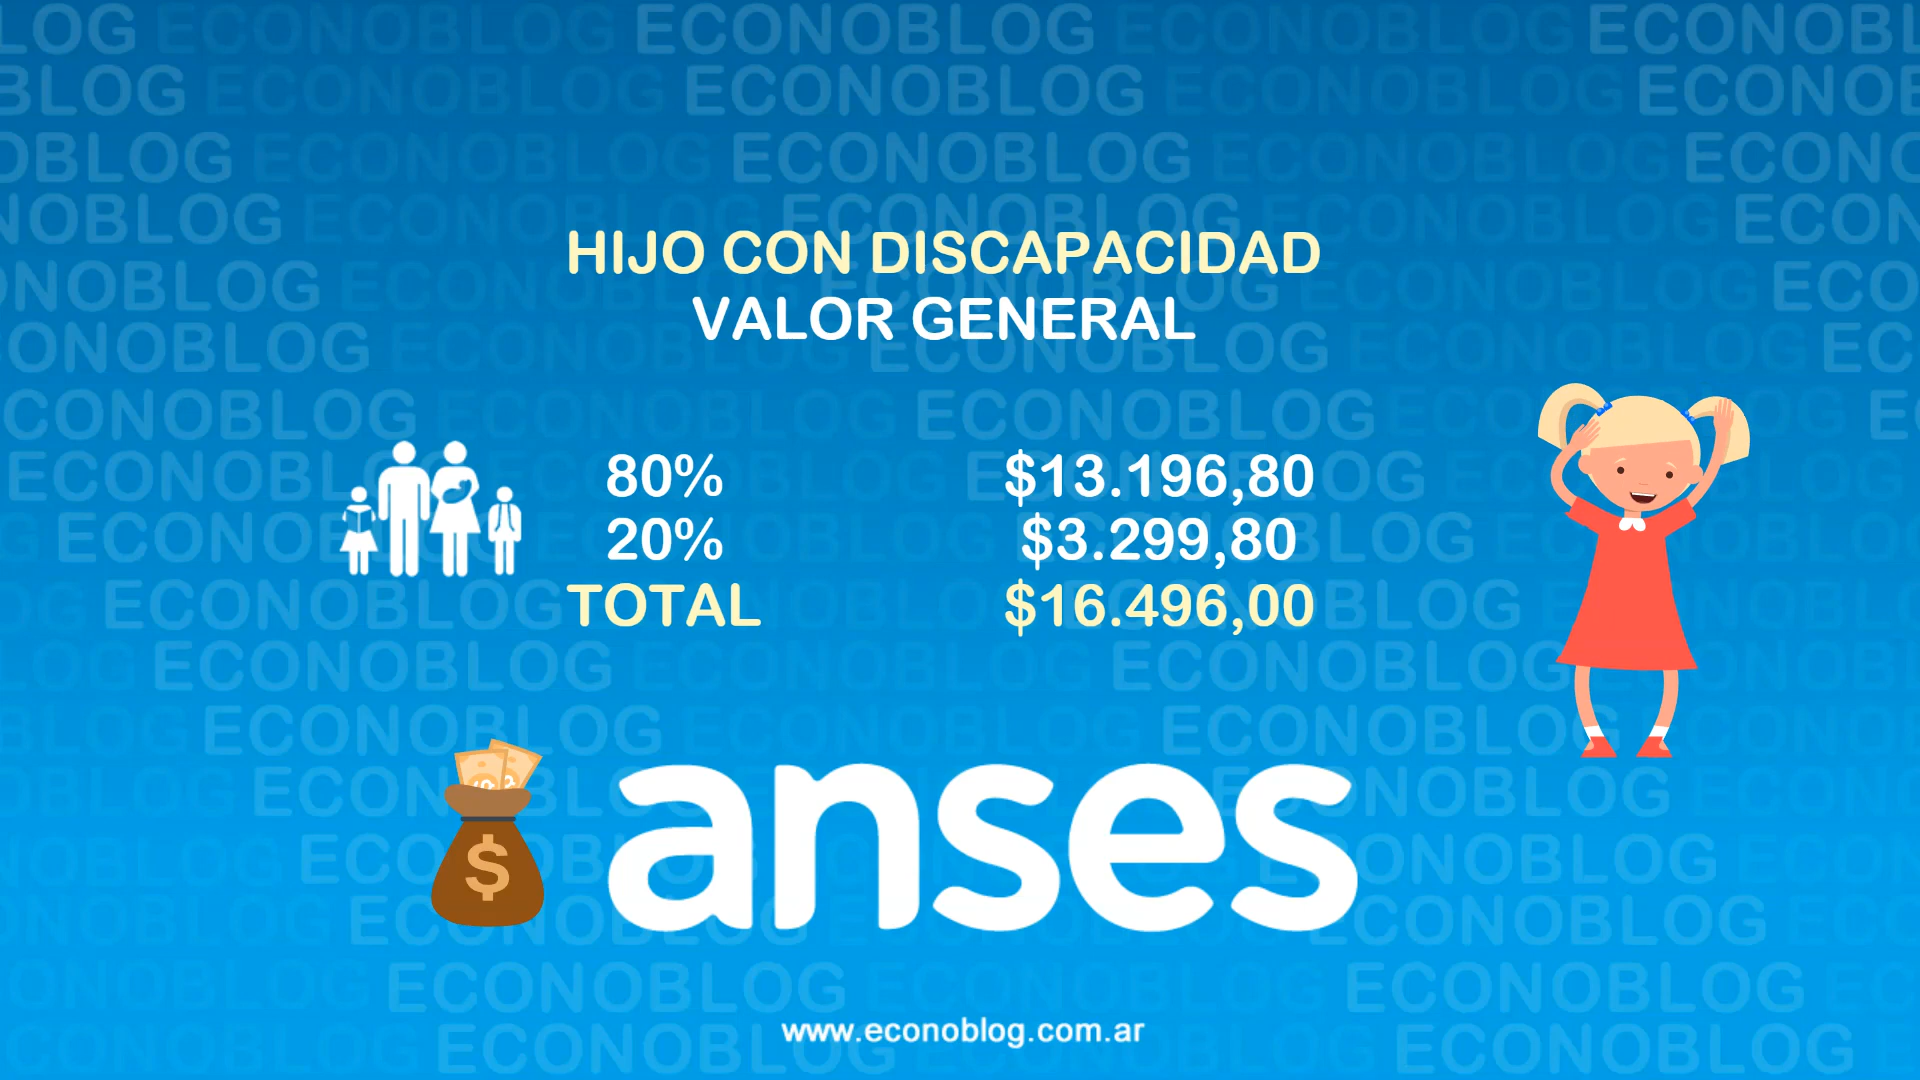 HIJO CON DISCAPACIDAD
VALOR GENERAL
80% $13.196,80
20% $3.299,80
TOTAL $16.496,00
$
anses
www.econoblog.com.ar
ECONOBLOG